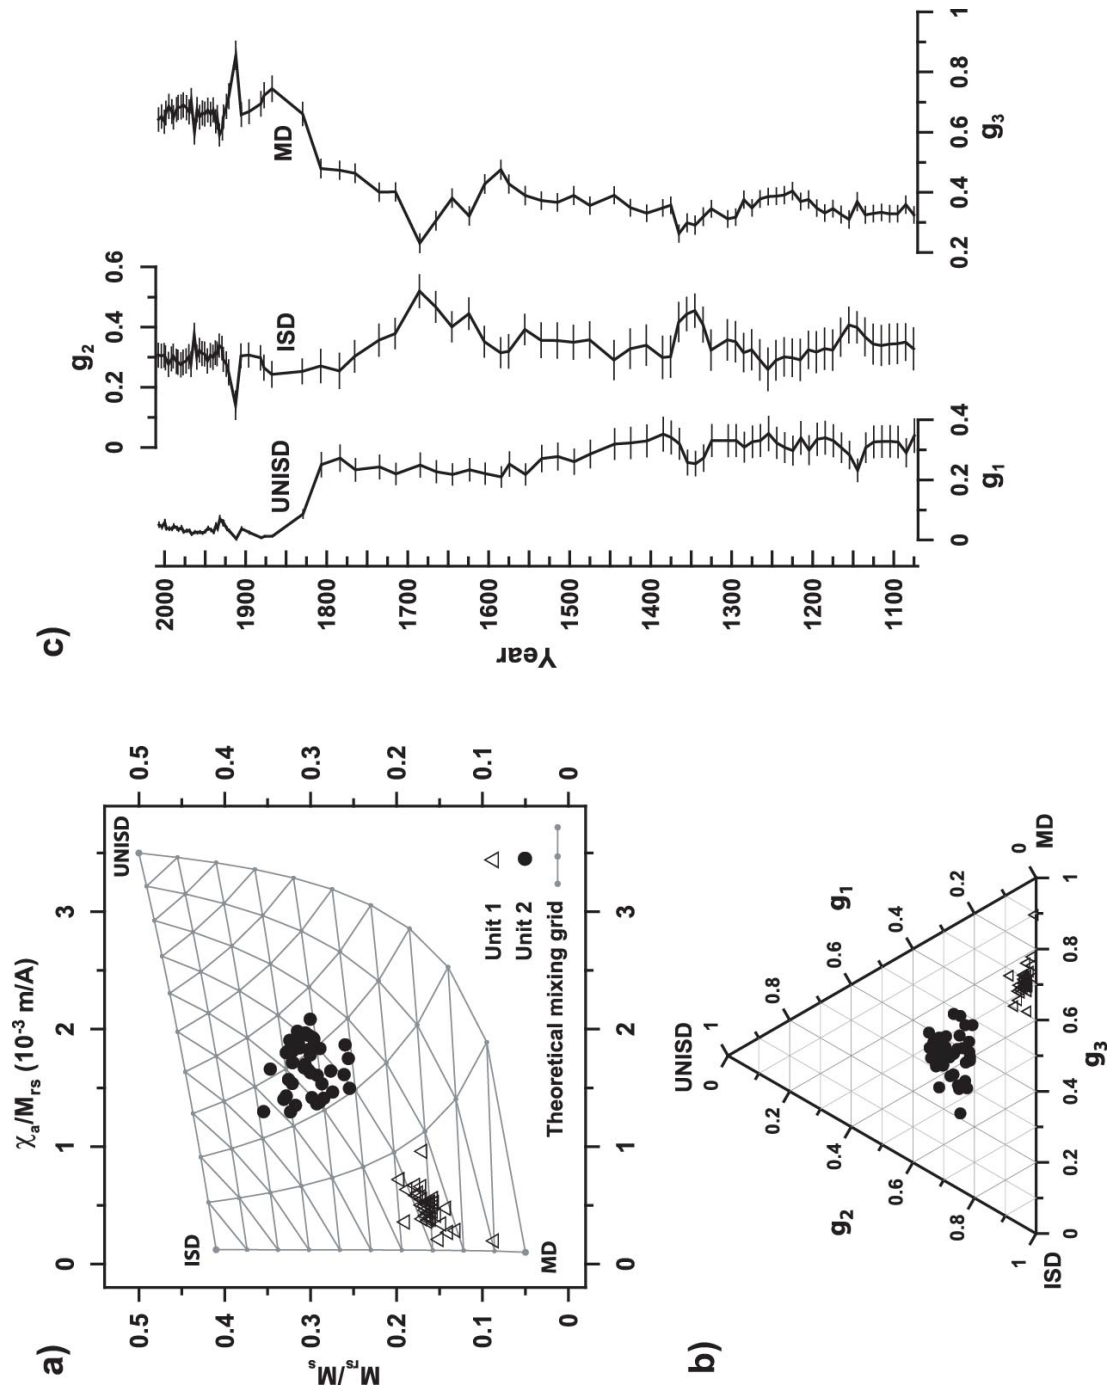 a)
χa/Mrs (10-3 m/A)
0 1 2 3
Mrs/Ms
0.5
0.4
0.3
0.2
0.1
0
UNISD
ISD
MD
Unit 1
Unit 2
Theoretical mixing grid
0.5
0.4
0.3
0.2
0.1
0
0 1 2 3
b)
UNISD
0 1
0.2 0.8
g2 0.4 0.6 g1
0.6 0.4
0.8 0.2
1 0
ISD MD
0 0.2 0.4 0.6 0.8 1
g3
c)
g2
0 0.2 0.4 0.6
Year
2000
1900
1800
1700
1600
1500
1400
1300
1200
1100
UNISD
ISD
MD
0 0.2 0.4
g1
0.2 0.4 0.6 0.8 1
g3